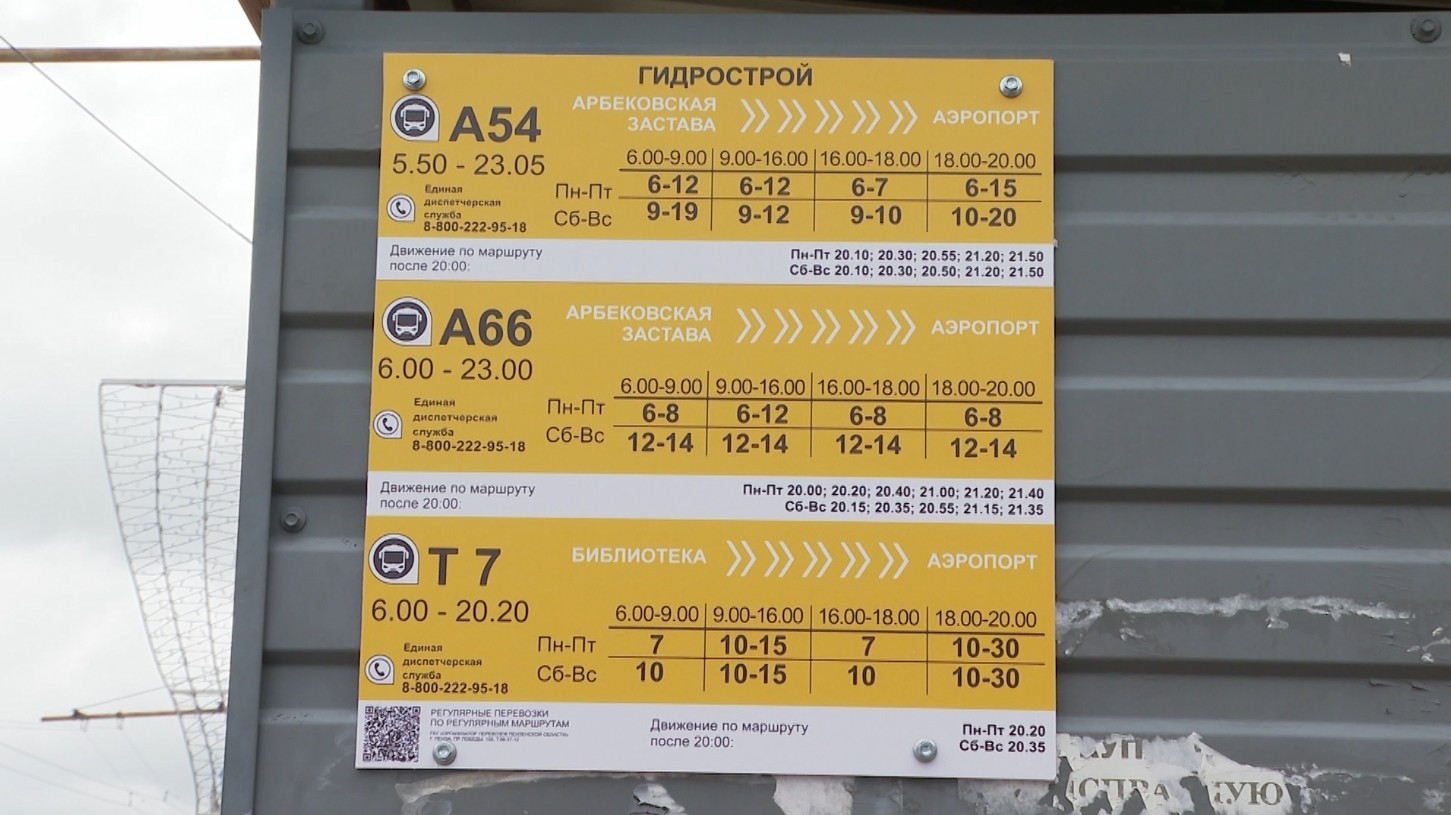 ГИДРОСТРОЙ
А54
АРБЕКОВСКАЯ
ЗАСТАВА
АЭРОПОРТ
5.50 - 23.05
6.00-9.00 9.00-16.00 16.00-18.00 18.00-20.00
Пн-Пт 6-12 6-12 6-7 6-15
Сб-Вс 9-19 9-12 9-10 10-20
Единая
диспетчерская
служба
8-800-222-95-18
Движение по маршруту
после 20:00:
Пн-Пт 20.10; 20.30; 20.55; 21.20; 21.50
Сб-Вс 20.10; 20.30; 20.50; 21.20; 21.50
А66
АРБЕКОВСКАЯ
ЗАСТАВА
АЭРОПОРТ
6.00 - 23.00
6.00-9.00 9.00-16.00 16.00-18.00 18.00-20.00
Пн-Пт 6-8 6-12 6-8 6-8
Сб-Вс 12-14 12-14 12-14 12-14
Единая
диспетчерская
служба
8-800-222-95-18
Движение по маршруту
после 20:00:
Пн-Пт 20.00; 20.20; 20.40; 21.00; 21.20; 21.40
Сб-Вс 20.15; 20.35; 20.55; 21.15; 21.35
Т 7
БИБЛИОТЕКА
АЭРОПОРТ
6.00 - 20.20
6.00-9.00 9.00-16.00 16.00-18.00 18.00-20.00
Пн-Пт 7 10-15 7 10-30
Сб-Вс 10 10-15 10 10-30
Единая
диспетчерская
служба
8-800-222-95-18
РЕГУЛЯРНЫЕ ПЕРЕВОЗКИ
ПО РЕГУЛЯРНЫМ МАРШРУТАМ
Движение по маршруту
после 20:00:
Пн-Пт 20.20
Сб-Вс 20.35